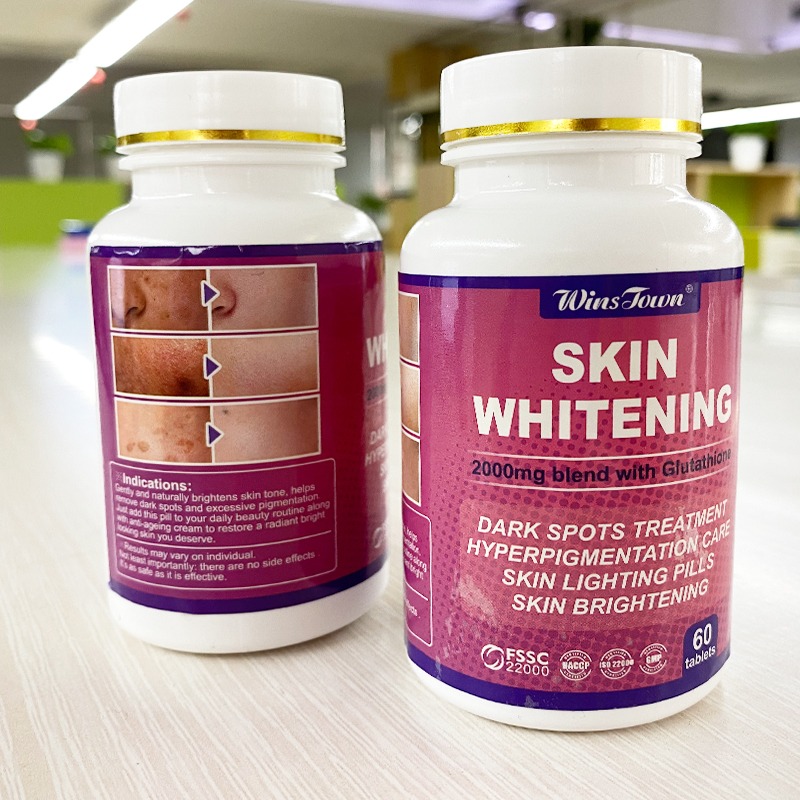 Indications:
Gently and naturally brightens skin tone, helps
remove dark spots and excessive pigmentation
Just add this pill to your daily beauty routine along
with anti-ageing cream to restore a radiant bright
looking skin you deserve.
Results may vary on individual.
Not least importantly: there are no side effects
It's as safe as it is effective.
WH
Wins Town®
SKIN
WHITENING
2000mg blend with Glutathione
DARK SPOTS TREATMENT
HYPERPIGMENTATION CARE
SKIN LIGHTING PILLS
SKIN BRIGHTENING
FSSC
22000
HACCP
ISO 22000
GMP
60
tablets